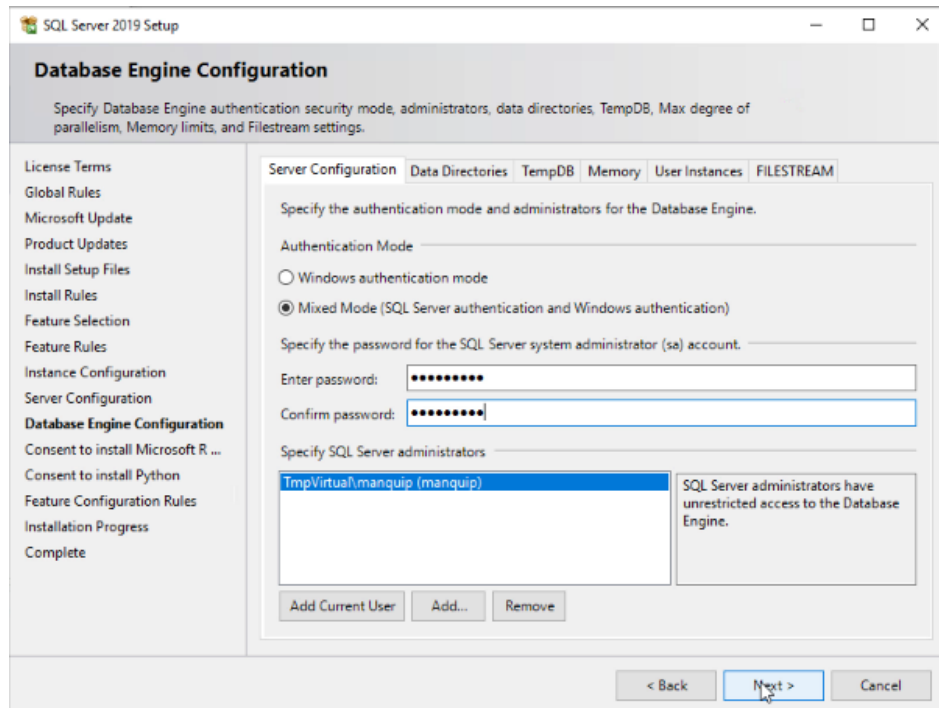 SQL Server 2019 Setup
Database Engine Configuration
Specify Database Engine authentication security mode, administrators, data directories, TempDB, Max degree of
parallelism, Memory limits, and Filestream settings.
License Terms
Global Rules
Microsoft Update
Product Updates
Install Setup Files
Install Rules
Feature Selection
Feature Rules
Instance Configuration
Server Configuration
Database Engine Configuration
Consent to install Microsoft R ...
Consent to install Python
Feature Configuration Rules
Installation Progress
Complete
Server Configuration Data Directories TempDB Memory User Instances FILESTREAM
Specify the authentication mode and administrators for the Database Engine.
Authentication Mode
Windows authentication mode
Mixed Mode (SQL Server authentication and Windows authentication)
Specify the password for the SQL Server system administrator (sa) account.
Enter password: ●●●●●●●●●
Confirm password: ●●●●●●●●●
Specify SQL Server administrators
TmpVirtual\manquip (manquip)
SQL Server administrators have
unrestricted access to the Database
Engine.
Add Current User Add... Remove
< Back Next > Cancel